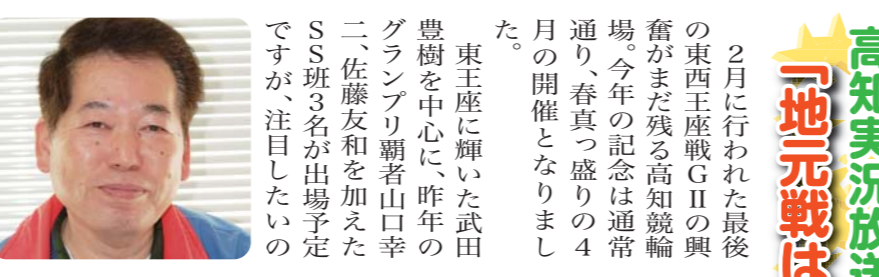 高知実況放送
「地元戦は
　２月に行われた最後
の東西王座戦ＧⅡの興
奮がまだ残る高知競輪
場。今年の記念は通常
通り、春真っ盛りの４
月の開催となりまし
た。
　東王座に輝いた武田
豊樹を中心に、昨年の
グランプリ覇者山口幸
二、佐藤友和を加えた
ＳＳ班３名が出場予定
ですが、注目したいの